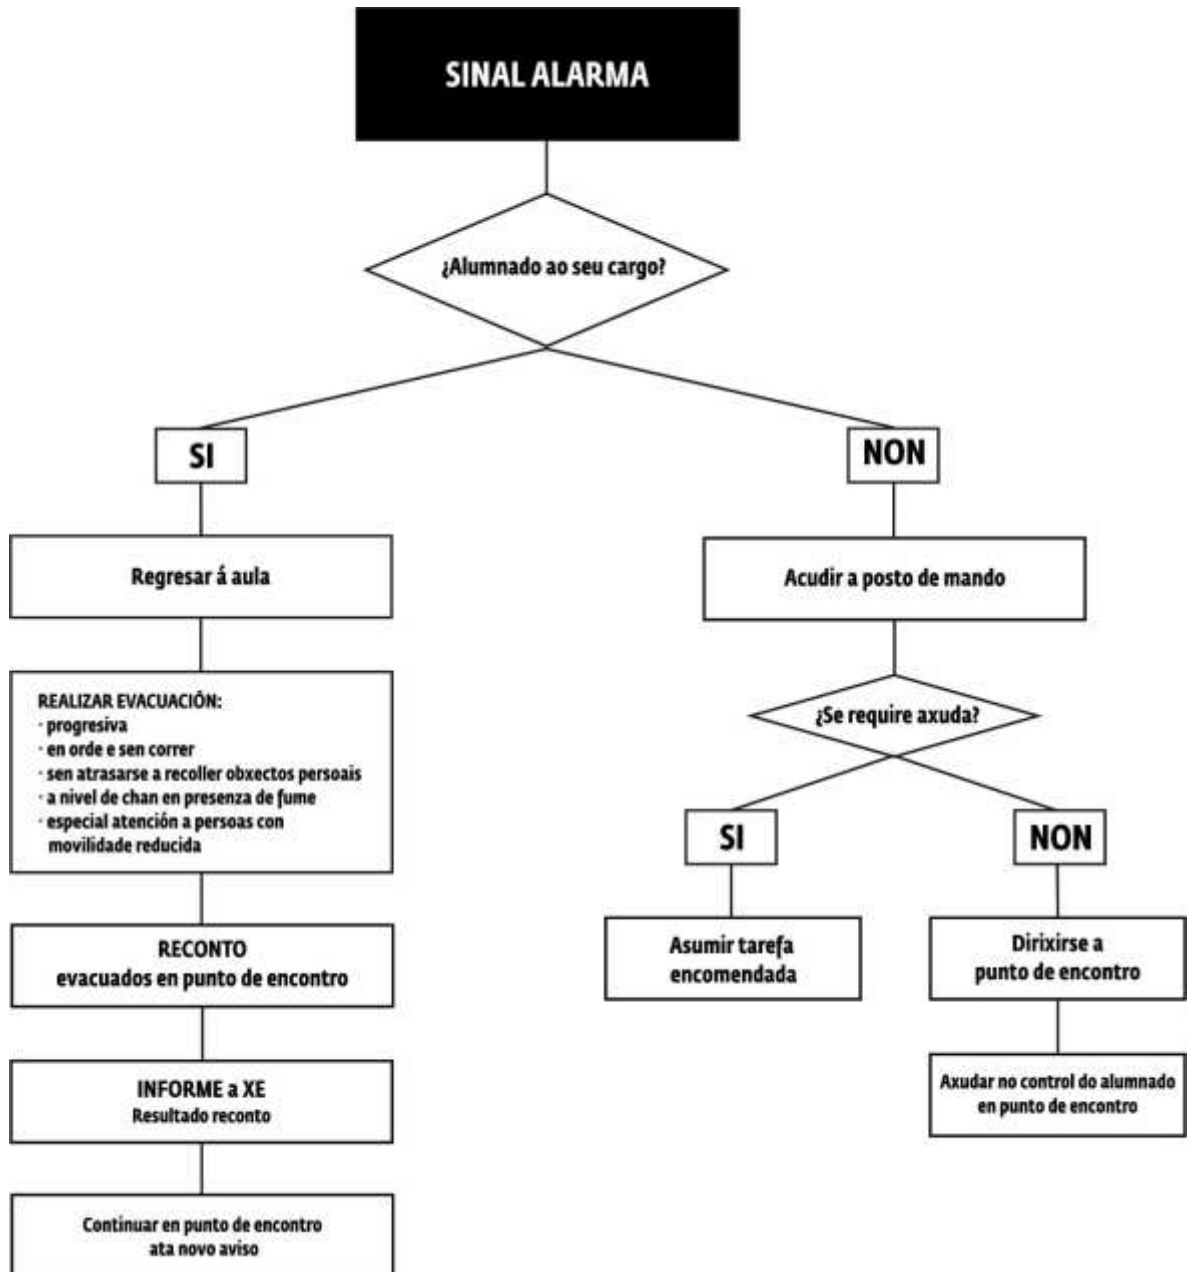 SINAL ALARMA
¿Alumnado ao seu cargo?
SI
NON
Regresar á aula
Acudir a posto de mando
REALIZAR EVACUACIÓN:
· progresiva
· en orde e sen correr
· sen atrasarse a recoller obxectos persoais
· a nivel de chan en presenza de fume
· especial atención a persoas con
movilidade reducida
¿Se require axuda?
SI
NON
RECONTO
evacuados en punto de encontro
Asumir tarefa
encomendada
Dirixirse a
punto de encontro
INFORME a XE
Resultado reconto
Axudar no control do alumnado
en punto de encontro
Continuar en punto de encontro
ata novo aviso